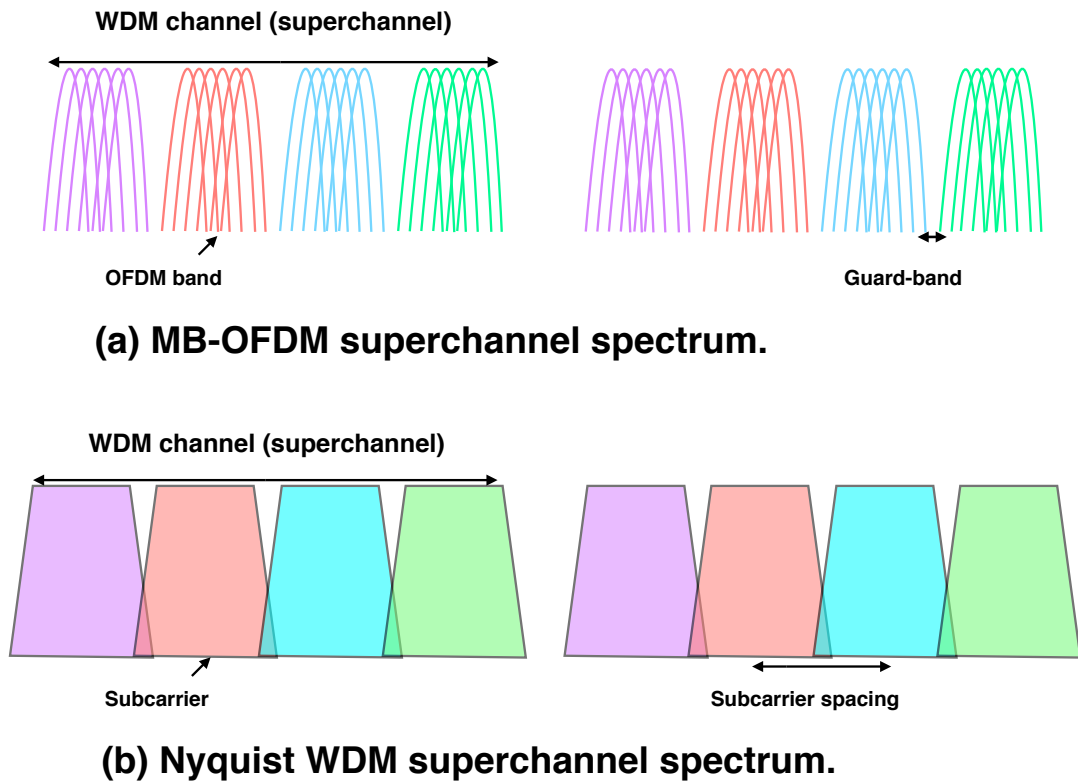 WDM channel (superchannel)
OFDM band
Guard-band
(a) MB-OFDM superchannel spectrum.
WDM channel (superchannel)
Subcarrier
Subcarrier spacing
(b) Nyquist WDM superchannel spectrum.